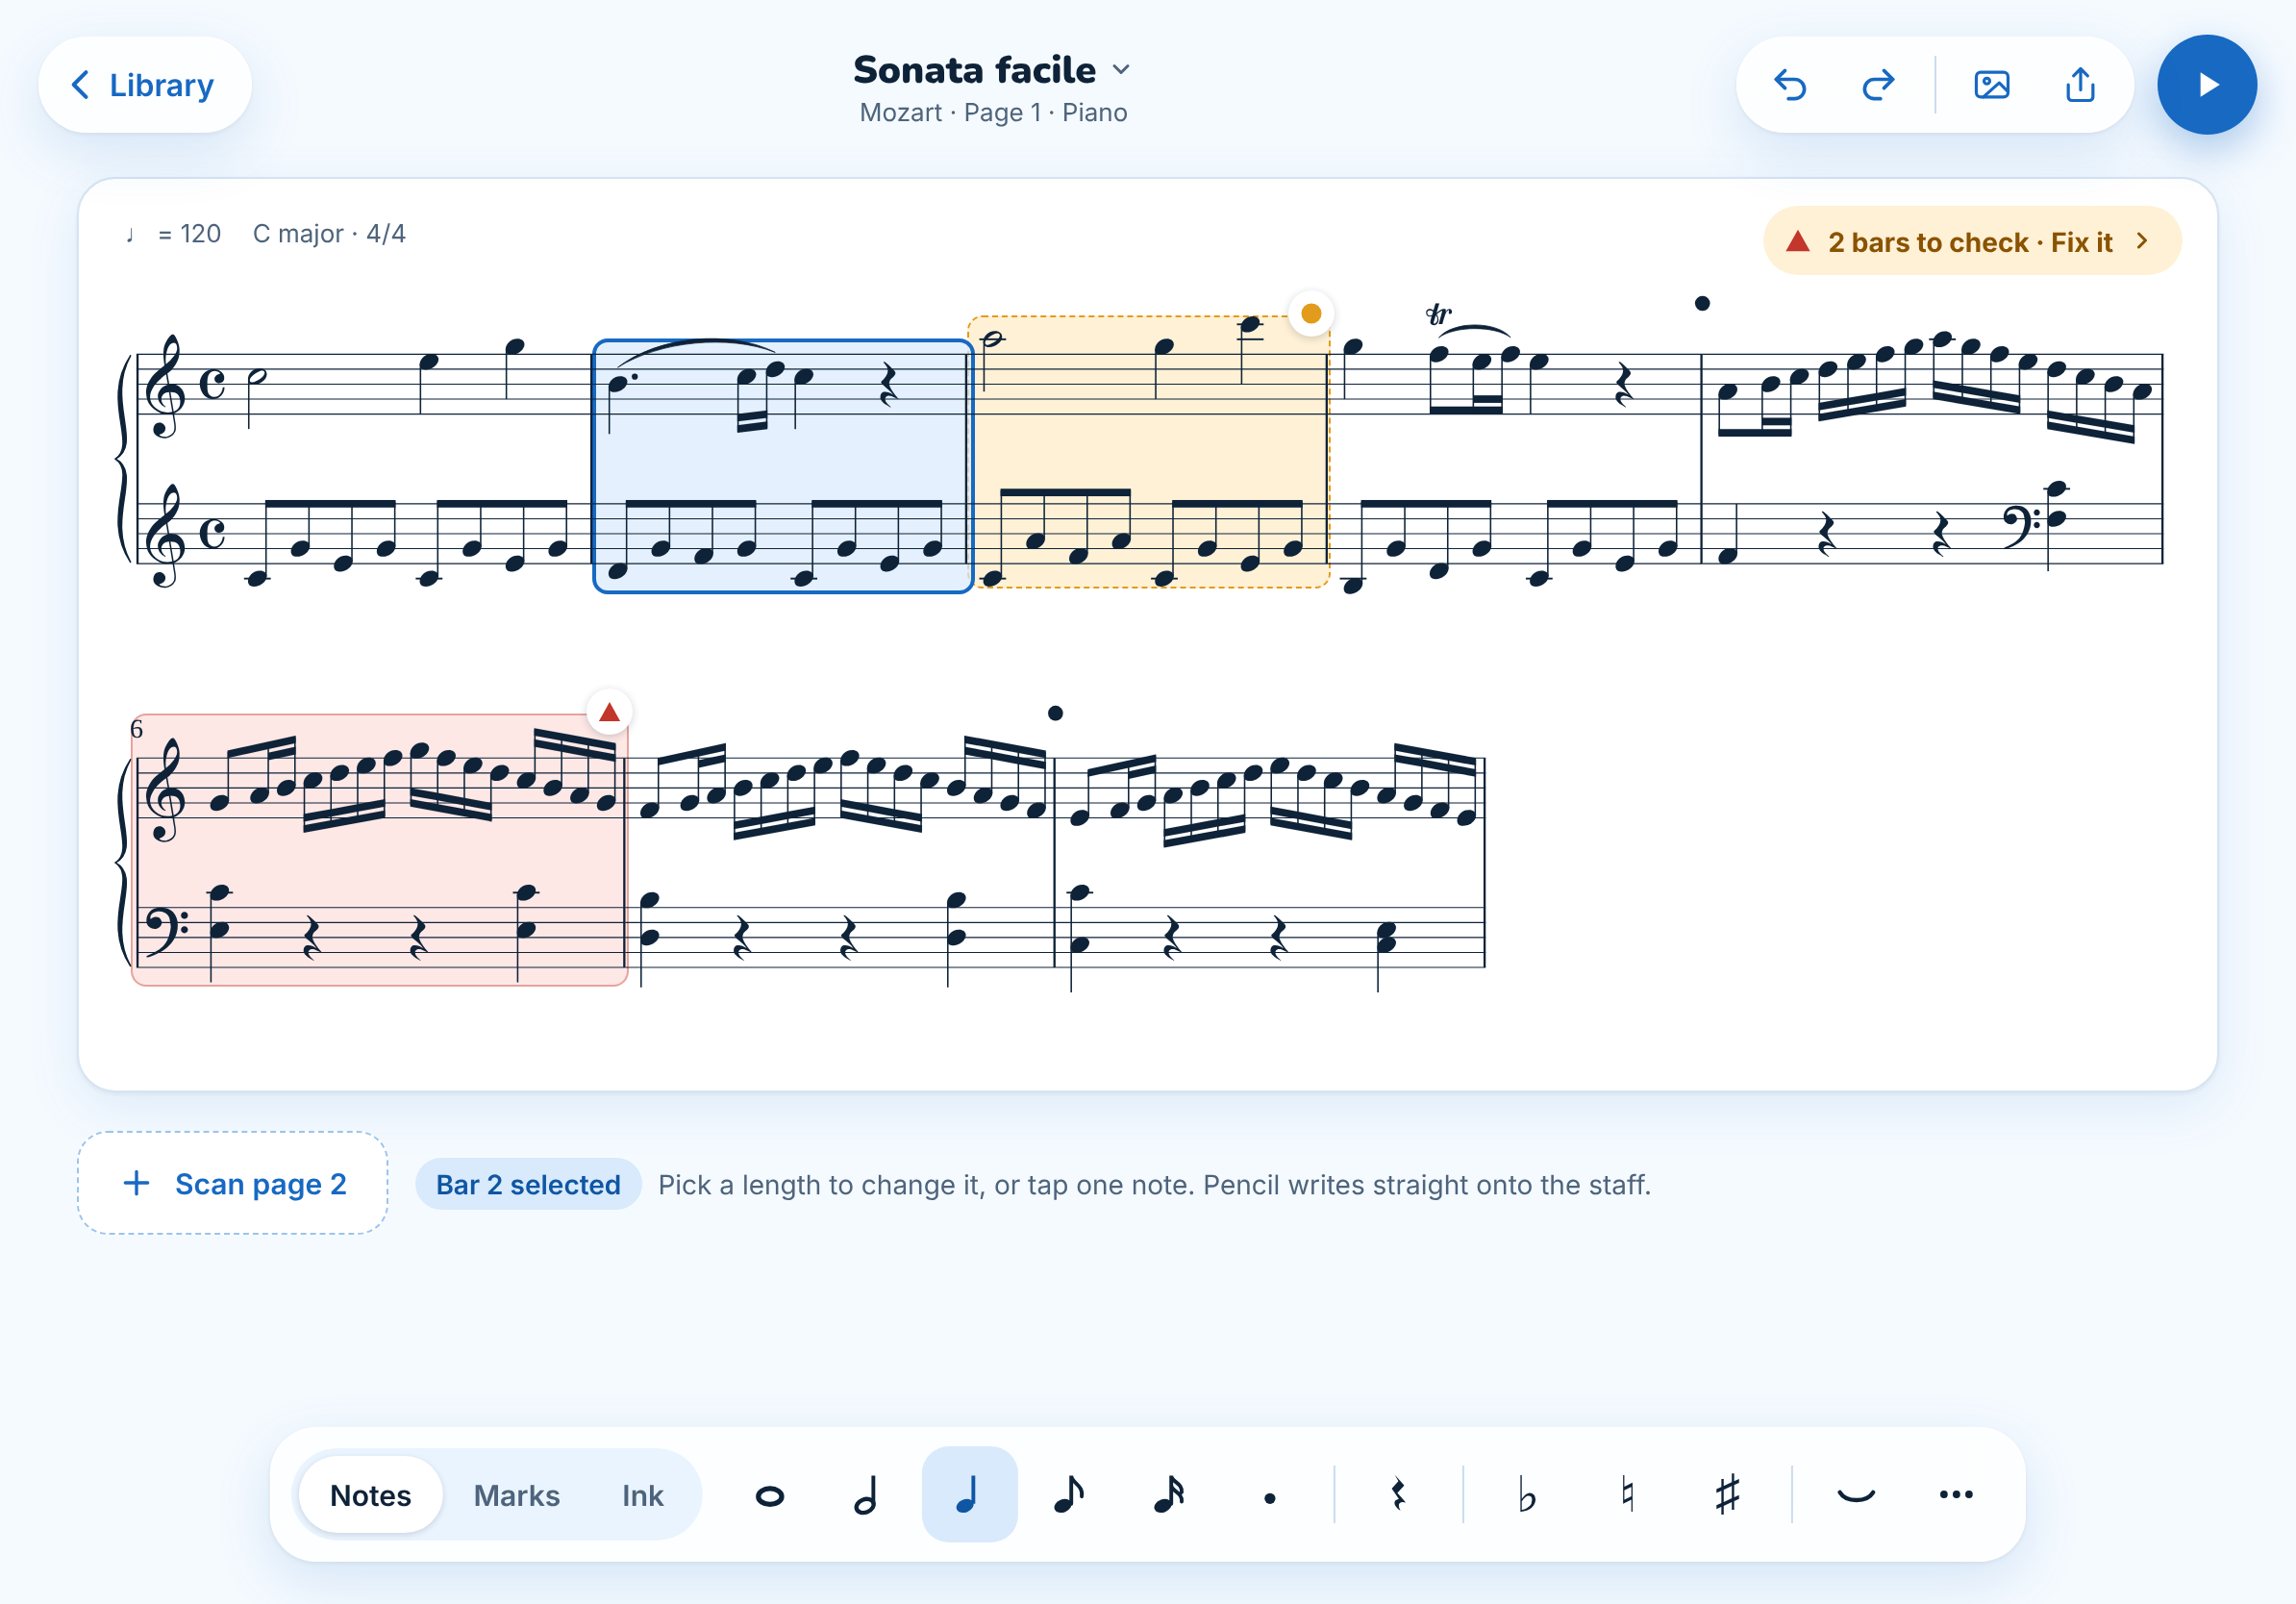 Library
Sonata facile
Mozart · Page 1 · Piano
♩ = 120 C major · 4/4
2 bars to check · Fix it
tr
6
Scan page 2
Bar 2 selected
Pick a length to change it, or tap one note. Pencil writes straight onto the staff.
Notes Marks Ink